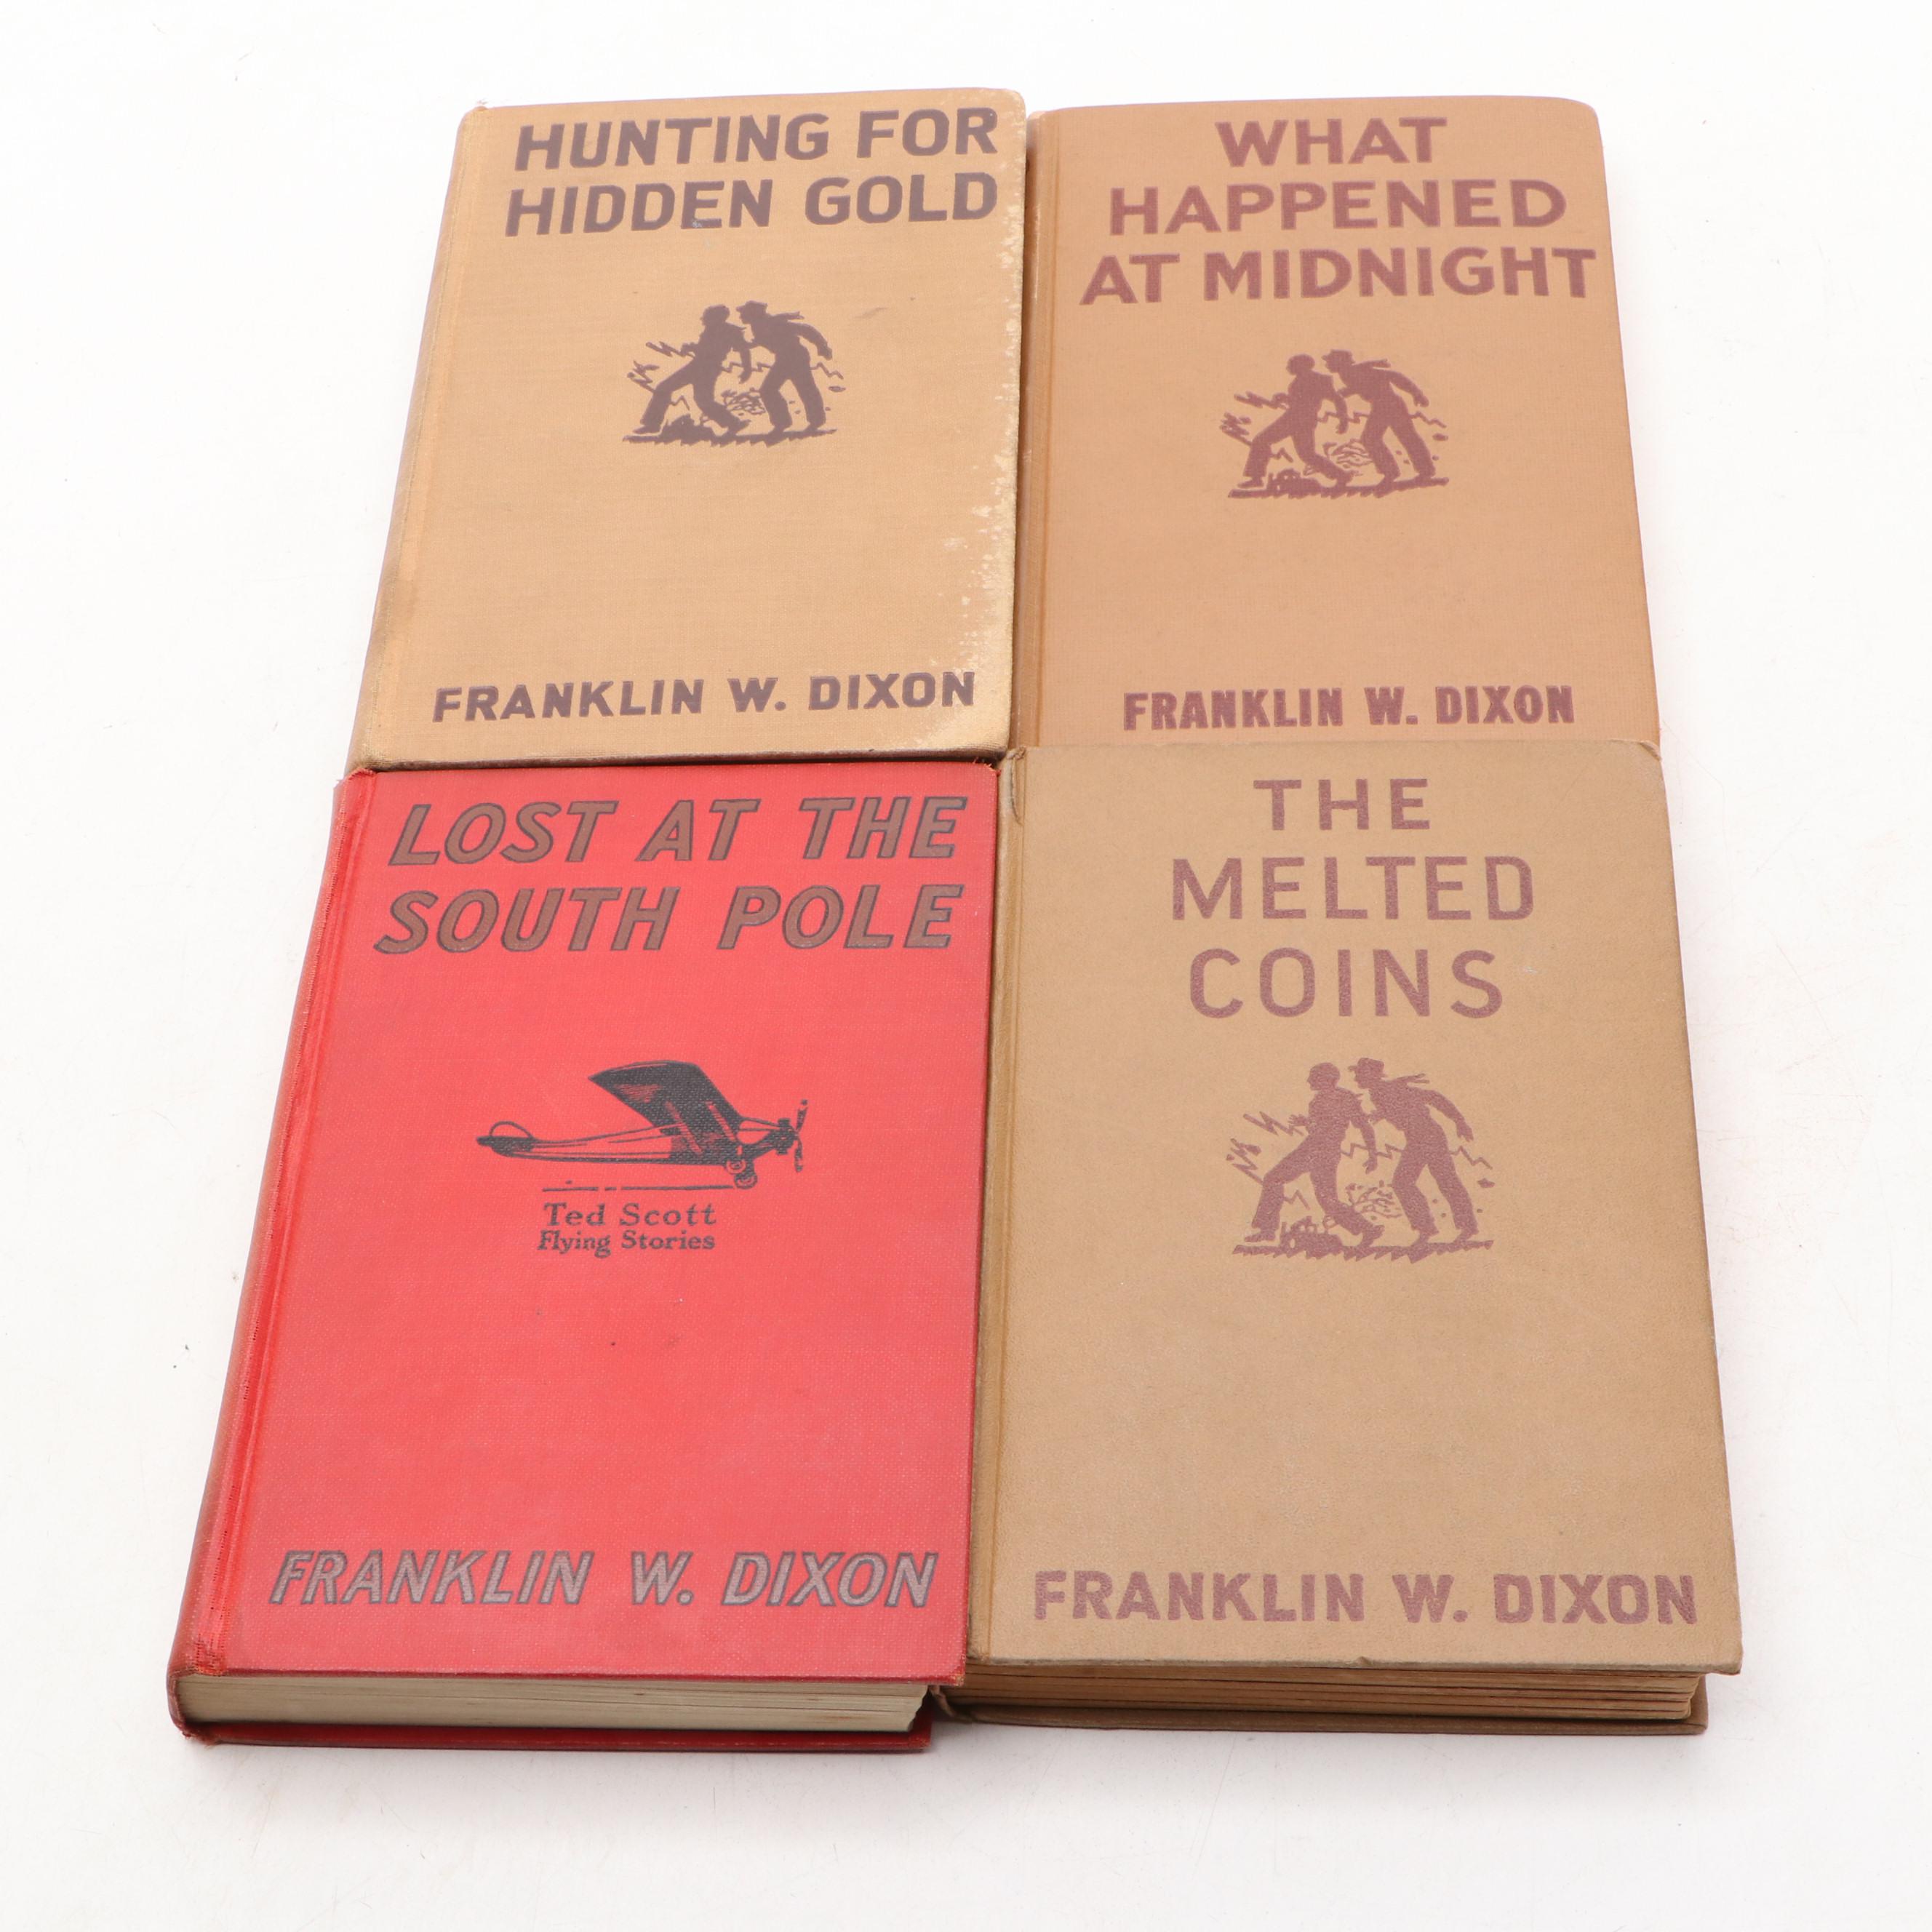 HUNTING FOR
HIDDEN GOLD
FRANKLIN W. DIXON
WHAT
HAPPENED
AT MIDNIGHT
FRANKLIN W. DIXON
LOST AT THE
SOUTH POLE
Ted Scott
Flying Stories
FRANKLIN W. DIXON
THE
MELTED
COINS
FRANKLIN W. DIXON